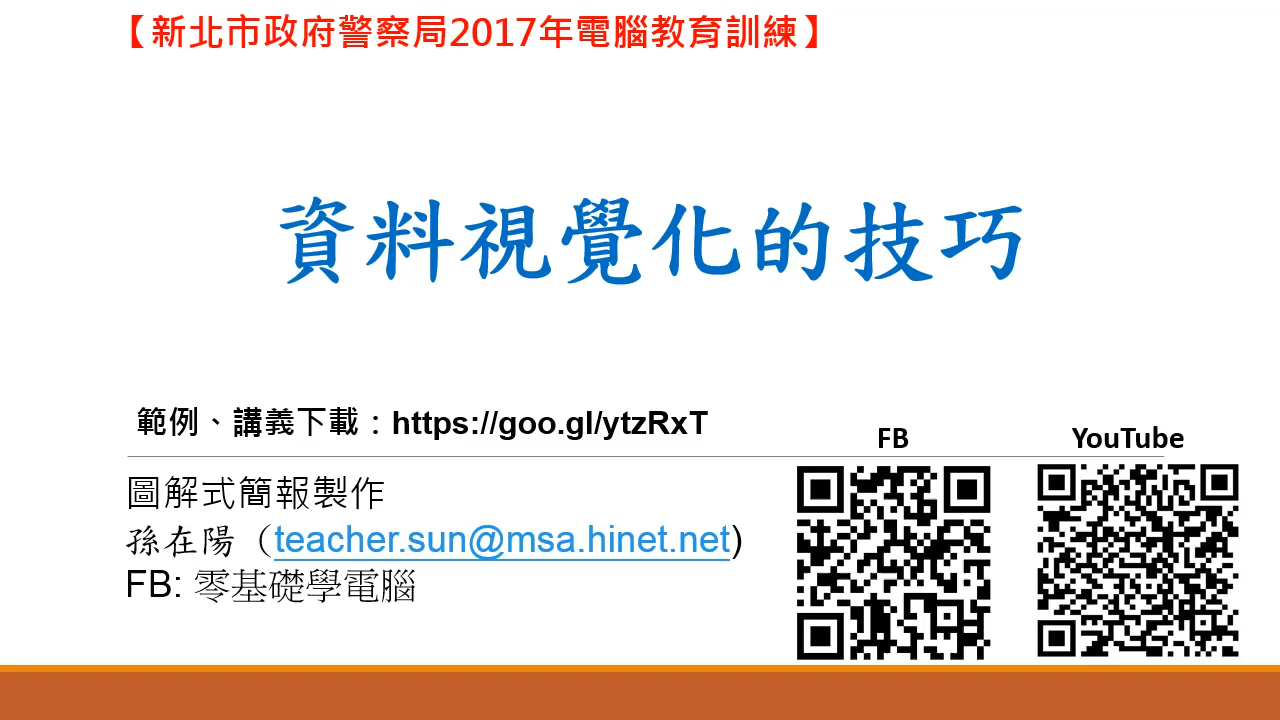 【新北市政府警察局2017年電腦教育訓練】
資料視覺化的技巧
範例、講義下載：https://goo.gl/ytzRxT
FB
YouTube
圖解式簡報製作
孫在陽（teacher.sun@msa.hinet.net)
FB: 零基礎學電腦